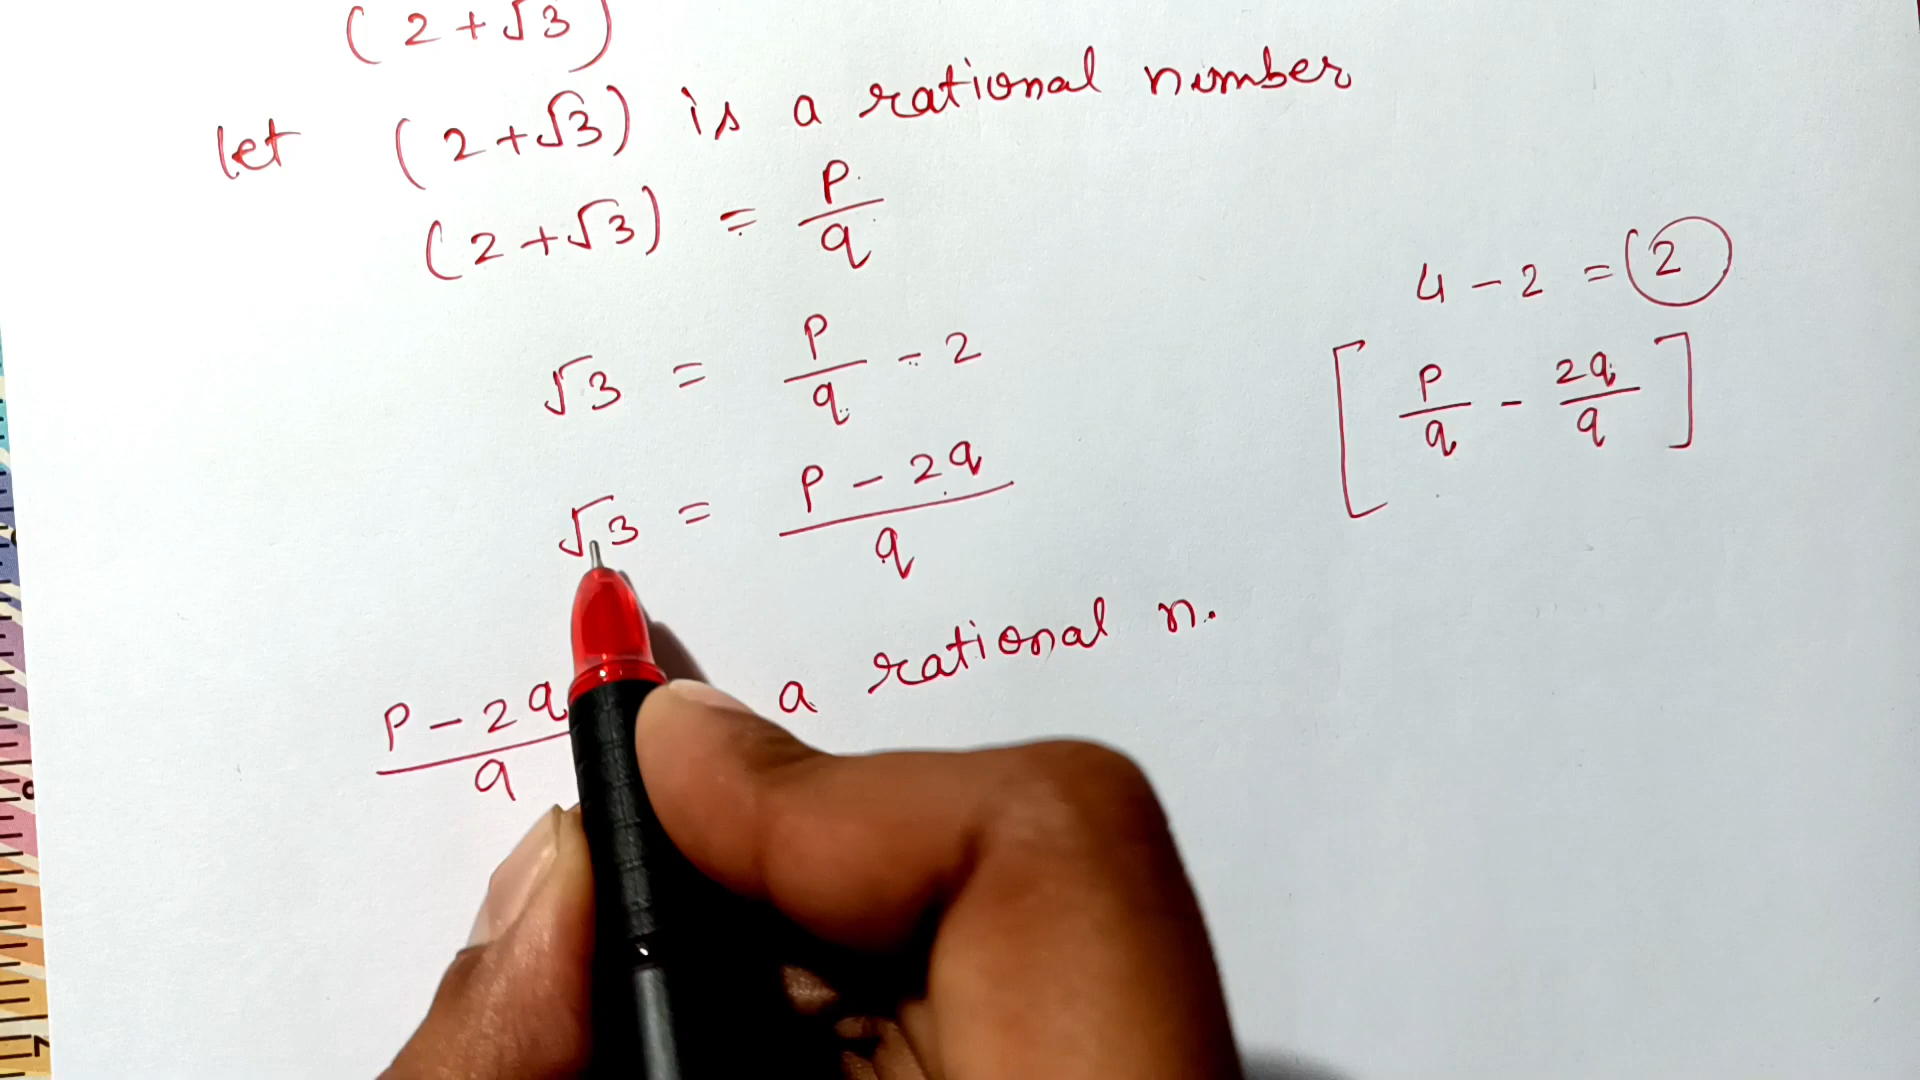 (2+√3)
let (2+√3) is a rational number
(2+√3) = p/q
√3 = p/q - 2
√3 = p-2q/q
p-2q/q a rational n.
4-2 = (2
[p/q - 2q/q]